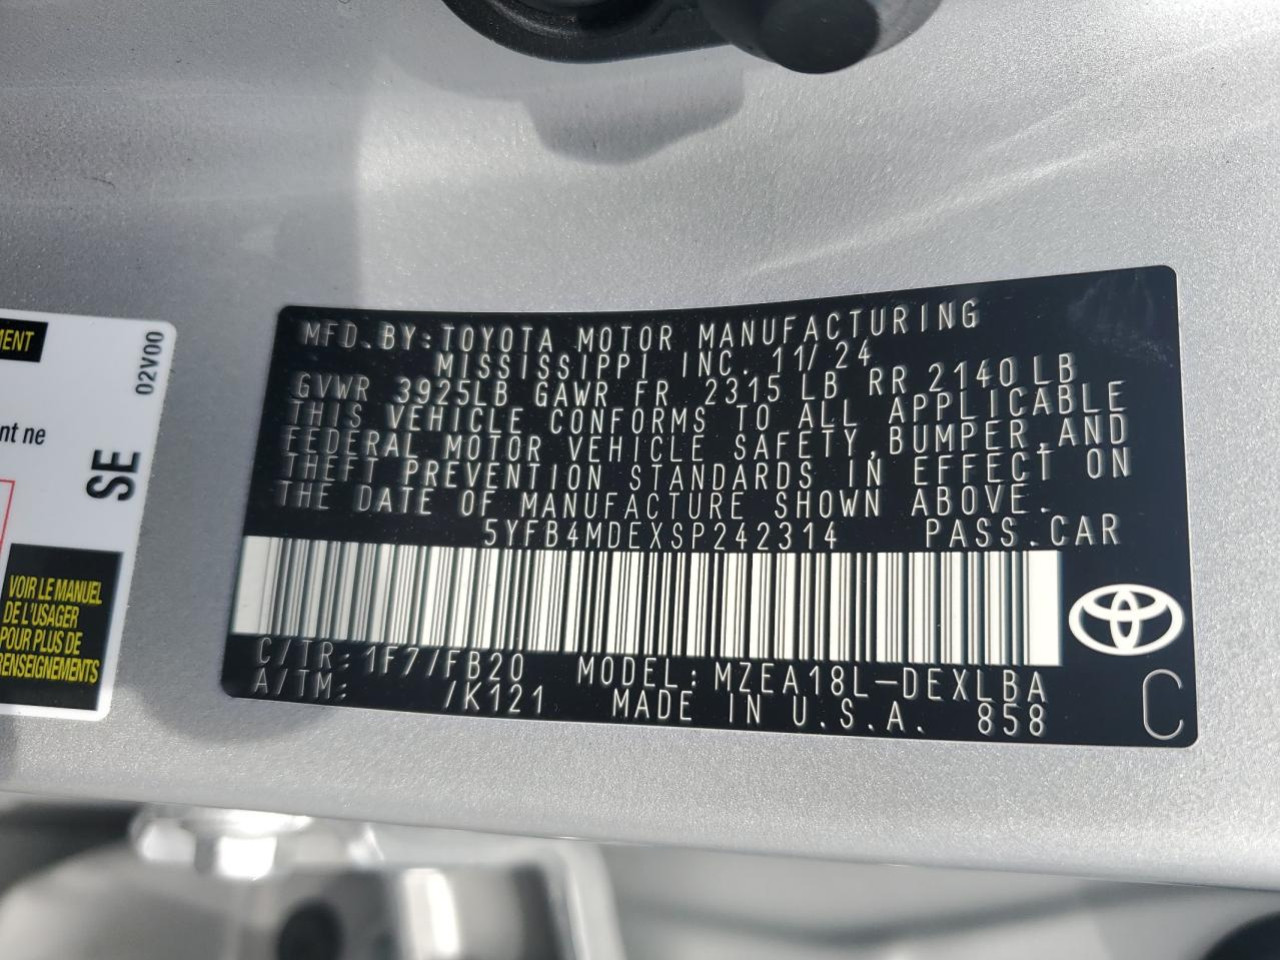 MENT
02V00
nt ne
SE
VOIR LE MANUEL
DE L'USAGER
POUR PLUS DE
RENSEIGNEMENTS
MFD.BY:TOYOTA MOTOR MANUFACTURING
MISSISSIPPI INC. 11/24
GVWR 3925LB GAWR FR 2315 LB RR 2140LB
THIS VEHICLE CONFORMS TO ALL APPLICABLE
FEDERAL MOTOR VEHICLE SAFETY,BUMPER,AND
THEFT PREVENTION STANDARDS IN EFFECT ON
THE DATE OF MANUFACTURE SHOWN ABOVE.
5YFB4MDEXSP242314 PASS.CAR
C/TR:1F7/FB20 MODEL:MZEA18L-DEXLBA
A/TM: /K121 MADE IN U.S.A. 858
C